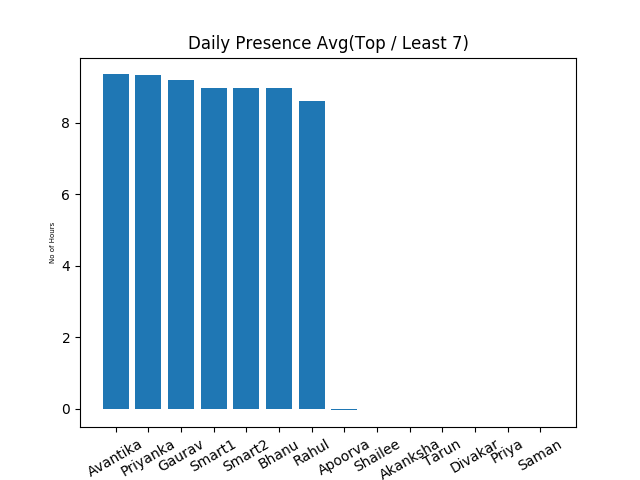 Daily Presence Avg(Top / Least 7)
No of Hours
8
6
4
2
0
Avantika
Priyanka
Gaurav
Smart1
Smart2
Bhanu
Rahul
Apoorva
Shailee
Akanksha
Tarun
Divakar
Priya
Saman